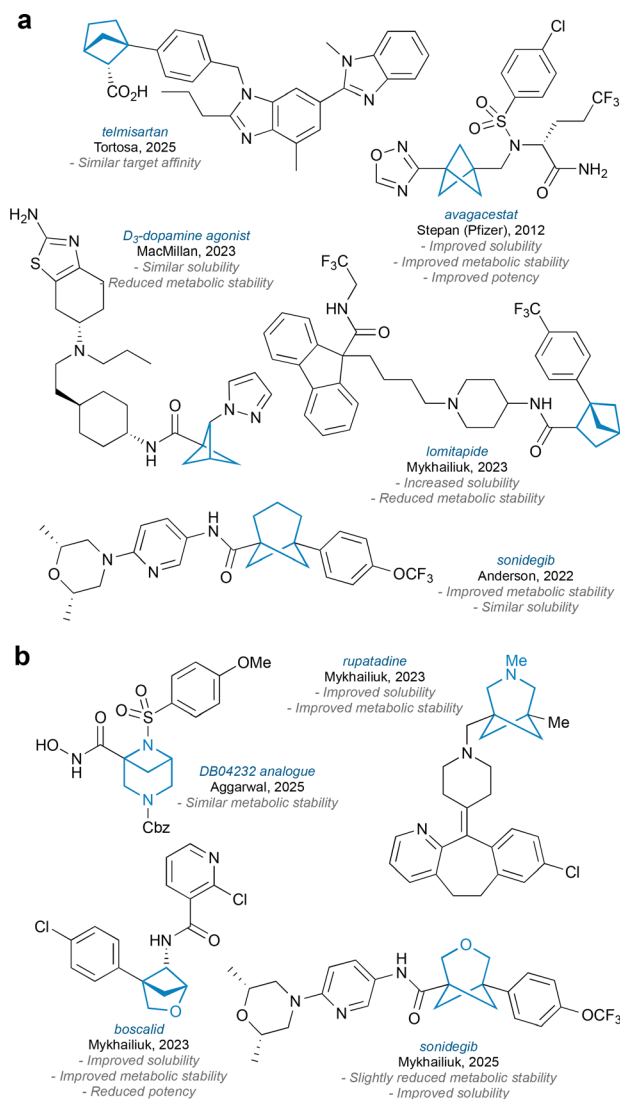 a
CO₂H
N
N
N
N
telmisartan
Tortosa, 2025
- Similar target affinity
Cl
CF₃
O
S
O
N
O
N
N
NH₂
O
avagacestat
Stepan (Pfizer), 2012
- Improved solubility
- Improved metabolic stability
- Improved potency
H₂N
N
S
D₃-dopamine agonist
MacMillan, 2023
- Similar solubility
- Reduced metabolic stability
N
O
N
H
N
N
F₃C
HN
O
N
NH
O
F₃C
lomitapide
Mykhailiuk, 2023
- Increased solubility
- Reduced metabolic stability
O
N
N
H
N
O
OCF₃
sonidegib
Anderson, 2022
- Improved metabolic stability
- Similar solubility
b
OMe
O
O
S
O
N
HO
N
H
N
Cbz
DB04232 analogue
Aggarwal, 2025
- Similar metabolic stability
rupatadine
Mykhailiuk, 2023
- Improved solubility
- Improved metabolic stability
Me
N
Me
N
N
Cl
N
Cl
HN
O
Cl
O
boscalid
Mykhailiuk, 2023
- Improved solubility
- Improved metabolic stability
- Reduced potency
O
N
N
H
N
O
O
OCF₃
sonidegib
Mykhailiuk, 2025
- Slightly reduced metabolic stability
- Improved solubility